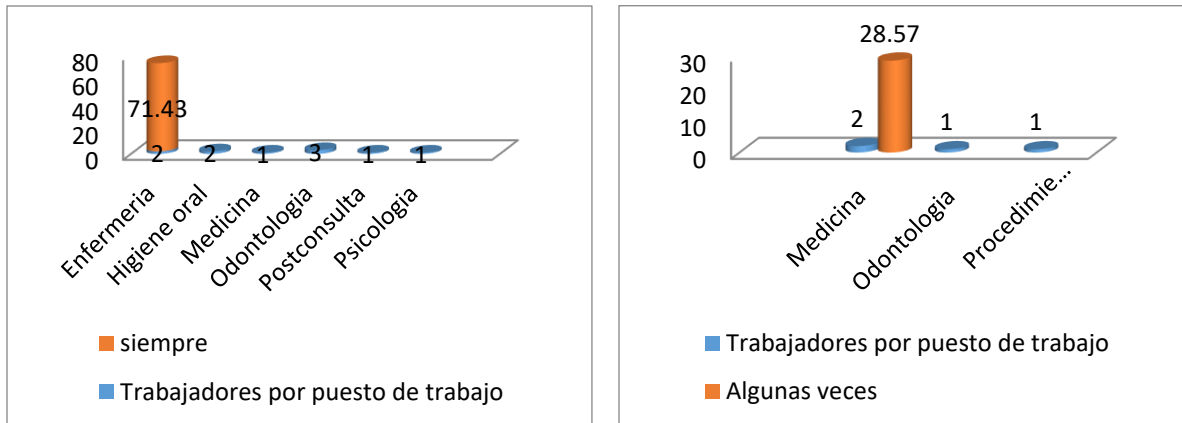 80
60
40
20
0
71.43
2
2
1
3
1
1
Enfermeria
Higiene oral
Medicina
Odontologia
Postconsulta
Psicologia
siempre
Trabajadores por puesto de trabajo
28.57
30
20
10
0
2
1
1
Medicina
Odontologia
Procedimie...
Trabajadores por puesto de trabajo
Algunas veces